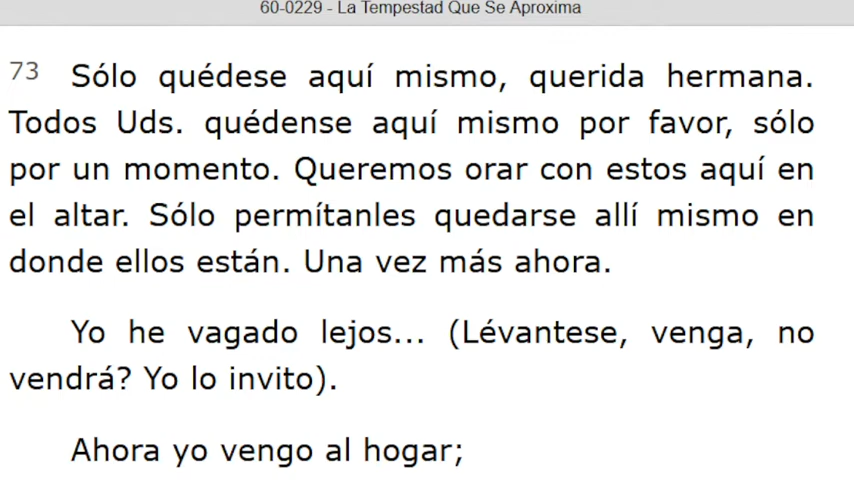 60-0229 - La Tempestad Que Se Aproxima
73 Sólo quédese aquí mismo, querida hermana.
Todos Uds. quédense aquí mismo por favor, sólo
por un momento. Queremos orar con estos aquí en
el altar. Sólo permítanles quedarse allí mismo en
donde ellos están. Una vez más ahora.
Yo he vagado lejos... (Lévantese, venga, no
vendrá? Yo lo invito).
Ahora yo vengo al hogar;